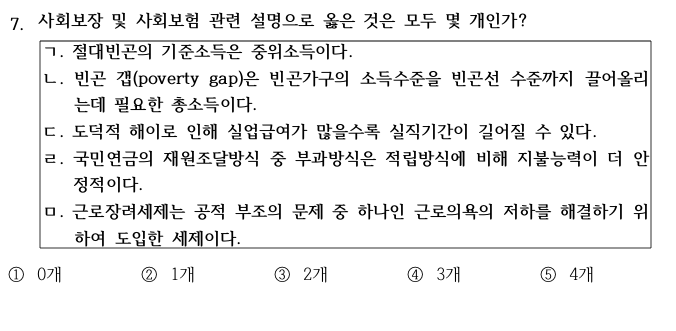 7. 사회보장 및 사회보험 관련 설명으로 옳은 것은 모두 몇 개인가?
ㄱ. 절대빈곤의 기준소득은 중위소득이다.
ㄴ. 빈곤 갭(poverty gap)은 빈곤가구의 소득수준을 빈곤선 수준까지 끌어올리
는데 필요한 총소득이다.
ㄷ. 도덕적 해이로 인해 실업급여가 많을수록 실직기간이 길어질 수 있다.
ㄹ. 국민연금의 재원조달방식 중 부과방식은 적립방식에 비해 지불능력이 더 안
정적이다.
ㅁ. 근로장려세제는 공적 부조의 문제 중 하나인 근로의욕의 저하를 해결하기 위
하여 도입한 세제이다.
① 0개 ② 1개 ③ 2개 ④ 3개 ⑤ 4개